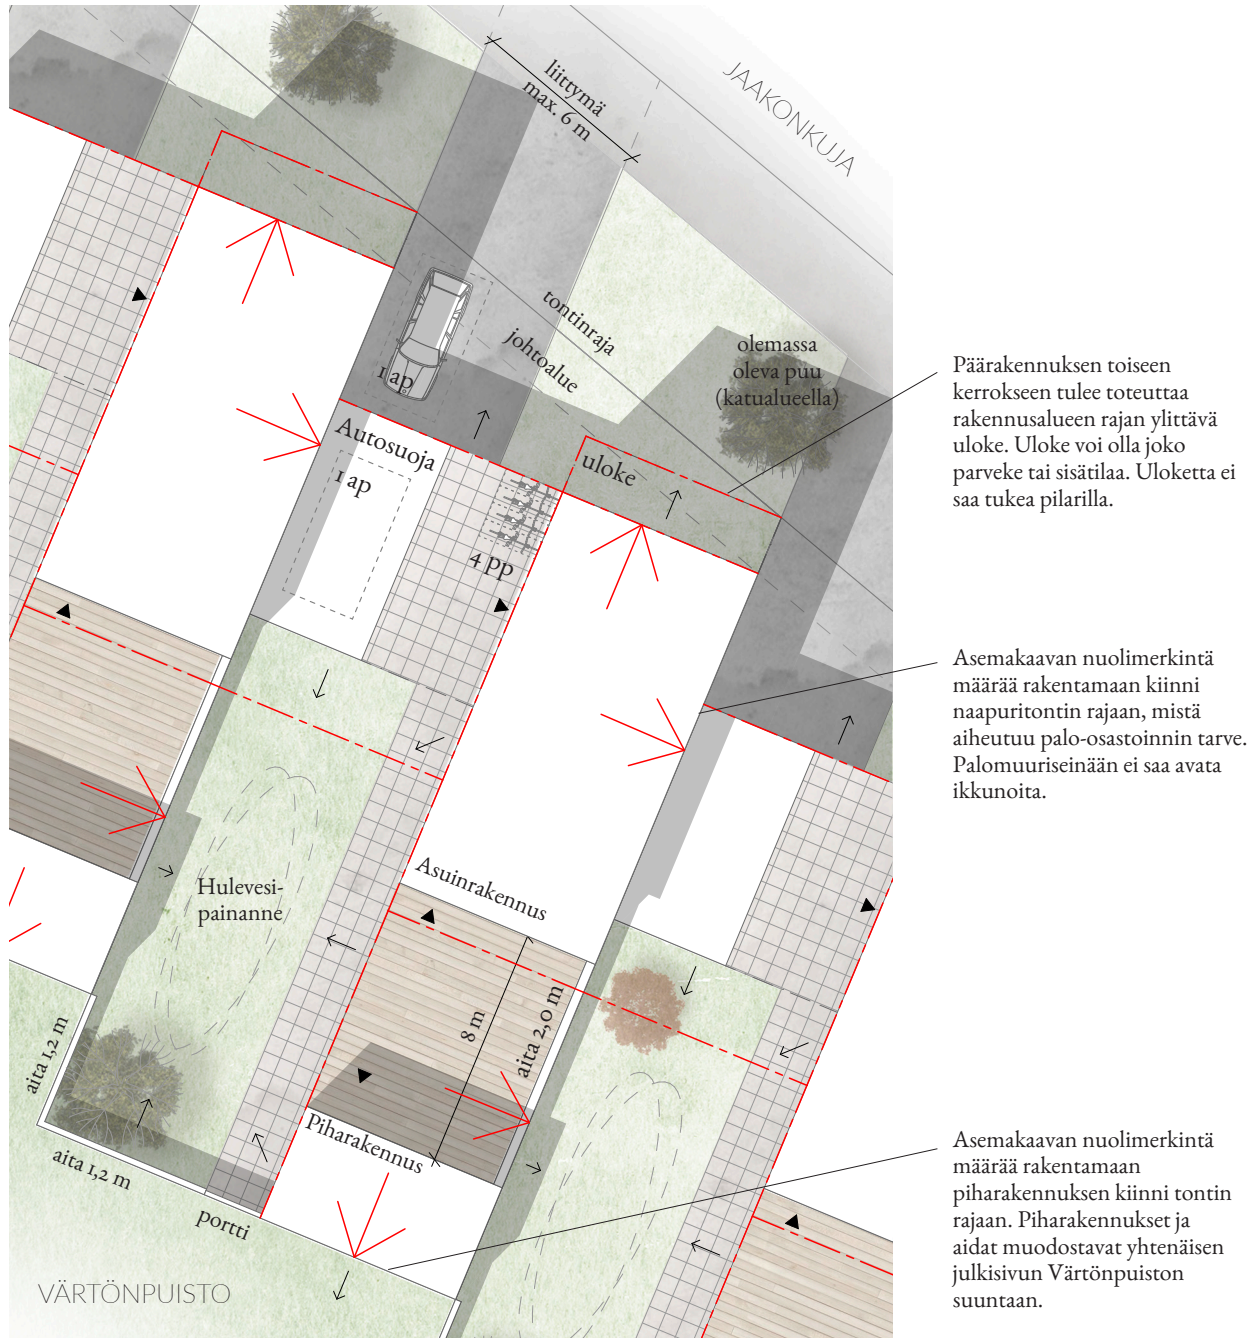 JAAKONKUJA
liittymä
max. 6 m
tontinraja
johtoalue
olemassa
oleva puu
(katualueella)
1 ap
Autosuoja
1 ap
uloke
4 pp
Päärakennuksen toiseen
kerrokseen tulee toteuttaa
rakennusalueen rajan ylittävä
uloke. Uloke voi olla joko
parveke tai sisätilaa. Uloketta ei
saa tukea pilarilla.
Asemakaavan nuolimerkintä
määrää rakentamaan kiinni
naapuritontin rajaan, mistä
aiheutuu palo-osastoinnin tarve.
Palomuuriseinään ei saa avata
ikkunoita.
Hulevesi-
painanne
Asuinrakennus
8 m
aita 2,0 m
aita 1,2 m
Piharakennus
aita 1,2 m
portti
VÄRTÖNPUISTO
Asemakaavan nuolimerkintä
määrää rakentamaan
piharakennuksen kiinni tontin
rajaan. Piharakennukset ja
aidat muodostavat yhtenäisen
julkisivun Värtönpuiston
suuntaan.